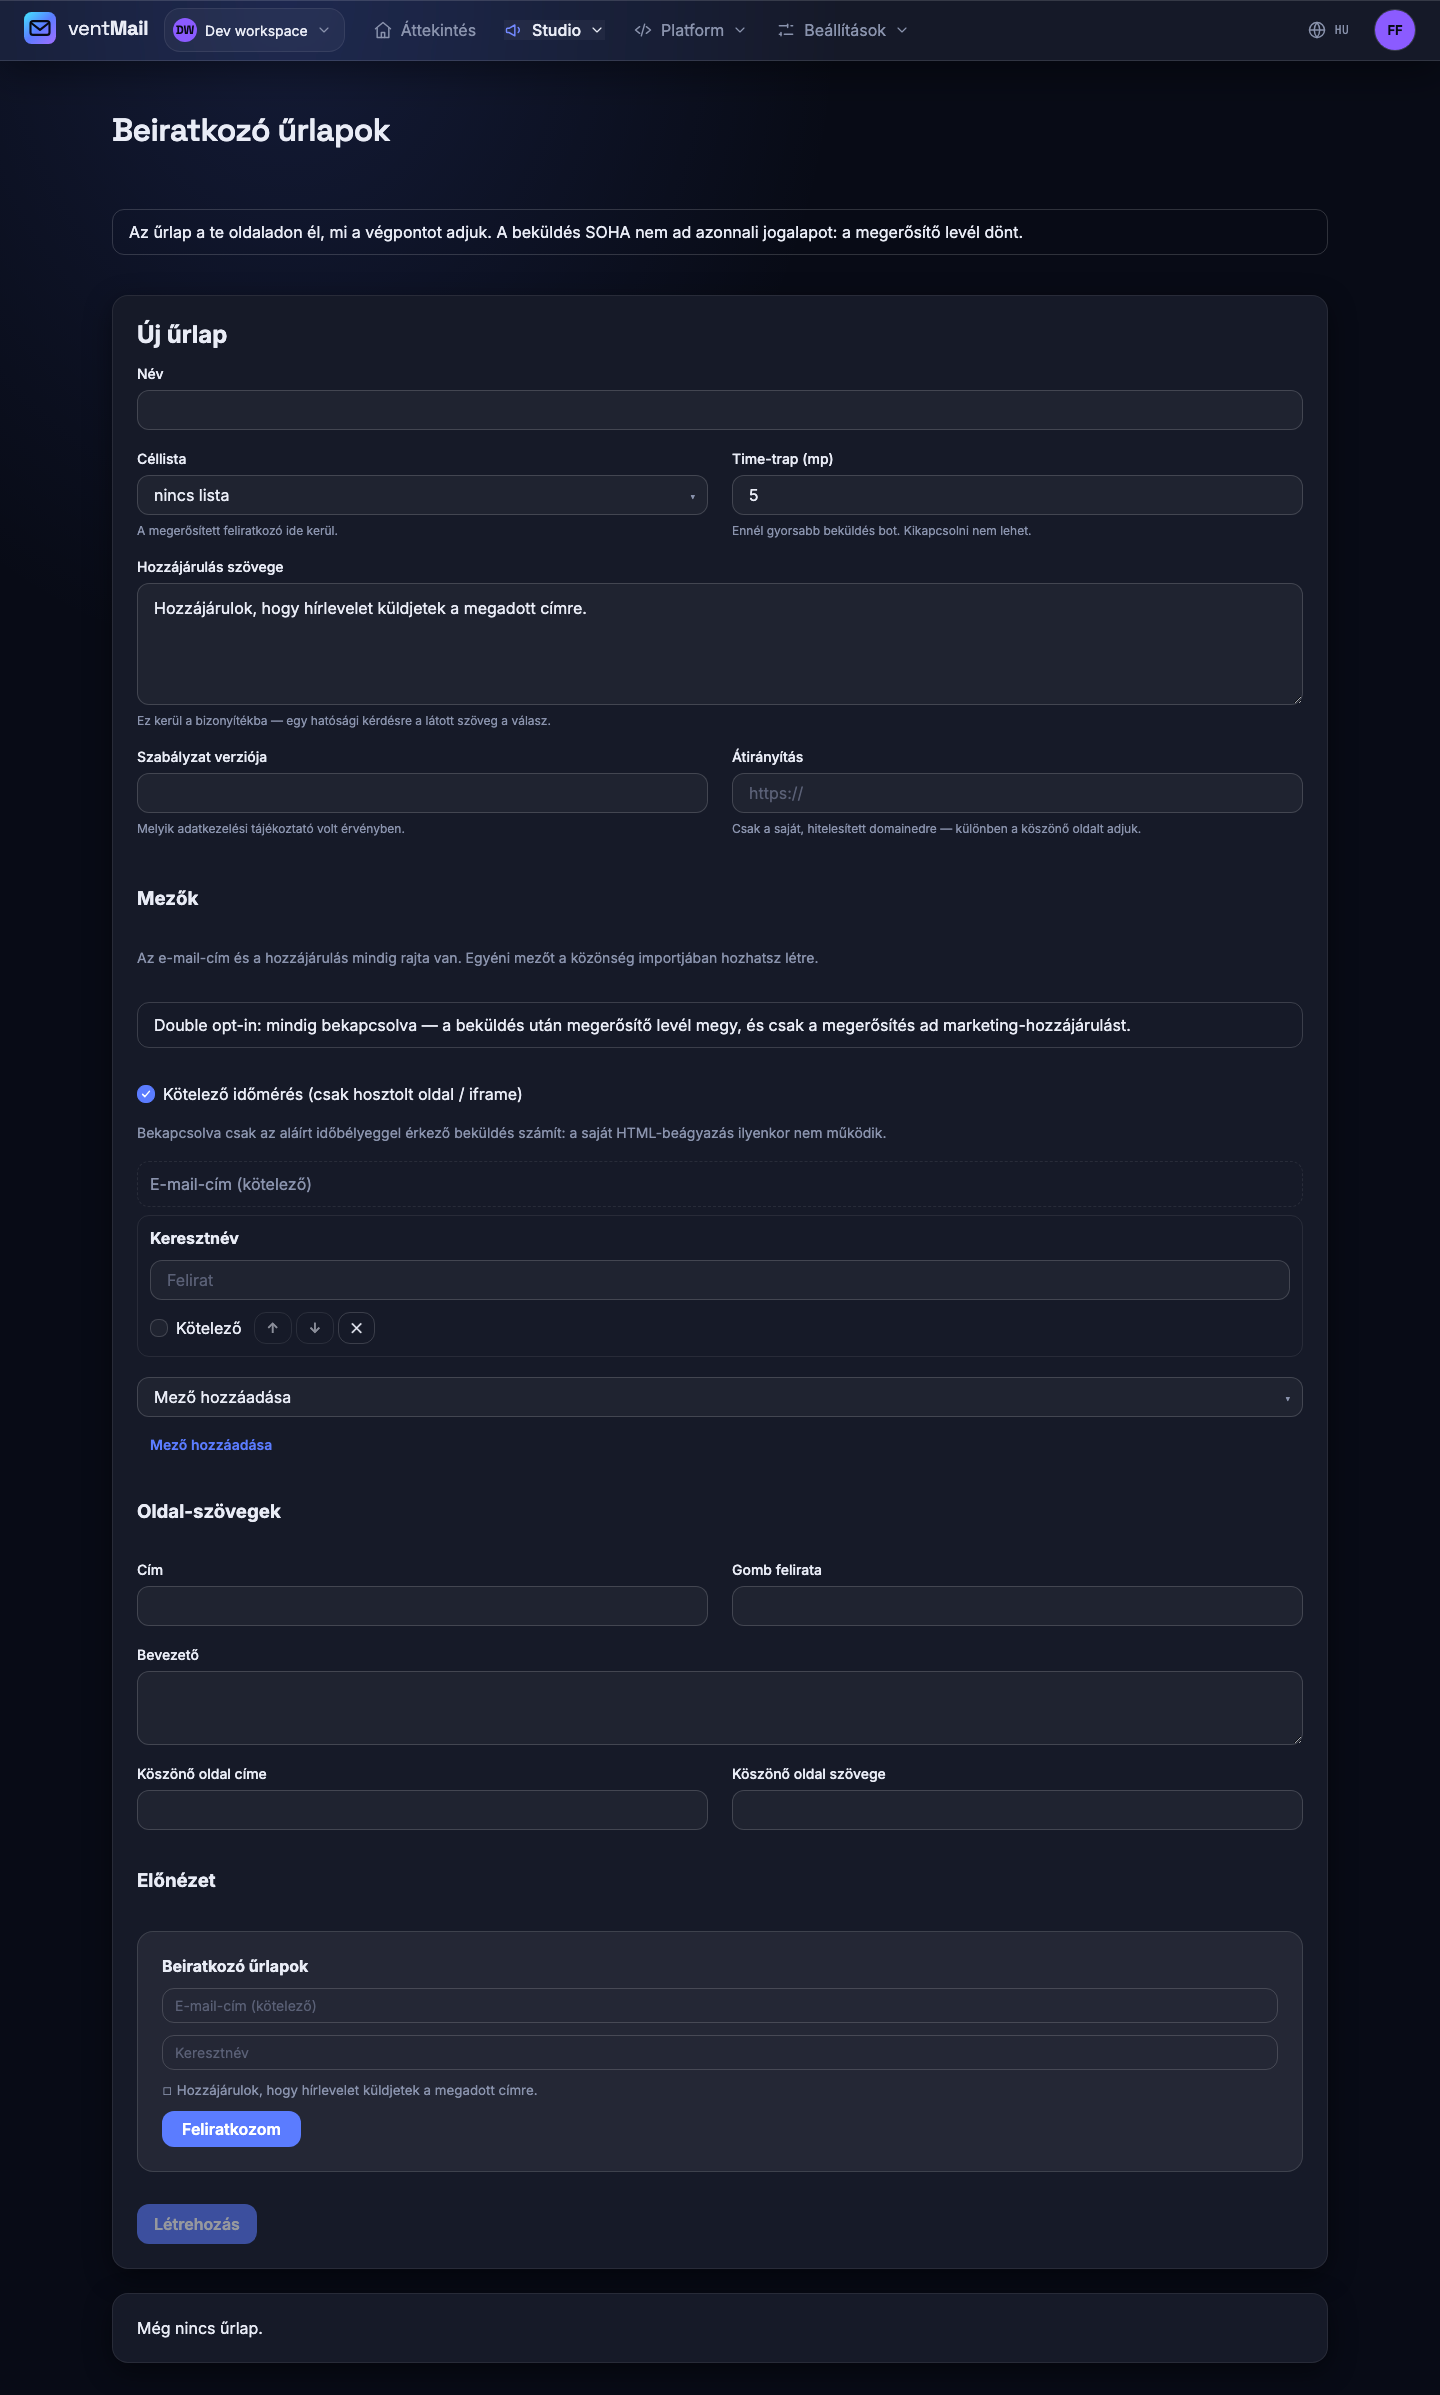 ventMail
DW Dev workspace
Áttekintés
Studio
Platform
Beállítások
HU
FF
Beiratkozó űrlapok
Az űrlap a te oldaladon él, mi a végpontot adjuk. A beküldés SOHA nem ad azonnali jogalapot: a megerősítő levél dönt.
Új űrlap
Név
Céllista
Time-trap (mp)
nincs lista
5
A megerősített feliratkozó ide kerül.
Ennél gyorsabb beküldés bot. Kikapcsolni nem lehet.
Hozzájárulás szövege
Hozzájárulok, hogy hírlevelet küldjetek a megadott címre.
Ez kerül a bizonyítékba — egy hatósági kérdésre a látott szöveg a válasz.
Szabályzat verziója
Átirányítás
https://
Melyik adatkezelési tájékoztató volt érvényben.
Csak a saját, hitelesített domainedre — különben a köszönő oldalt adjuk.
Mezők
Az e-mail-cím és a hozzájárulás mindig rajta van. Egyéni mezőt a közönség importjában hozhatsz létre.
Double opt-in: mindig bekapcsolva — a beküldés után megerősítő levél megy, és csak a megerősítés ad marketing-hozzájárulást.
Kötelező időmérés (csak hosztolt oldal / iframe)
Bekapcsolva csak az aláírt időbélyeggel érkező beküldés számít: a saját HTML-beágyazás ilyenkor nem működik.
E-mail-cím (kötelező)
Keresztnév
Felirat
Kötelező
Mező hozzáadása
Mező hozzáadása
Oldal-szövegek
Cím
Gomb felirata
Bevezető
Köszönő oldal címe
Köszönő oldal szövege
Előnézet
Beiratkozó űrlapok
E-mail-cím (kötelező)
Keresztnév
Hozzájárulok, hogy hírlevelet küldjetek a megadott címre.
Feliratkozom
Létrehozás
Még nincs űrlap.